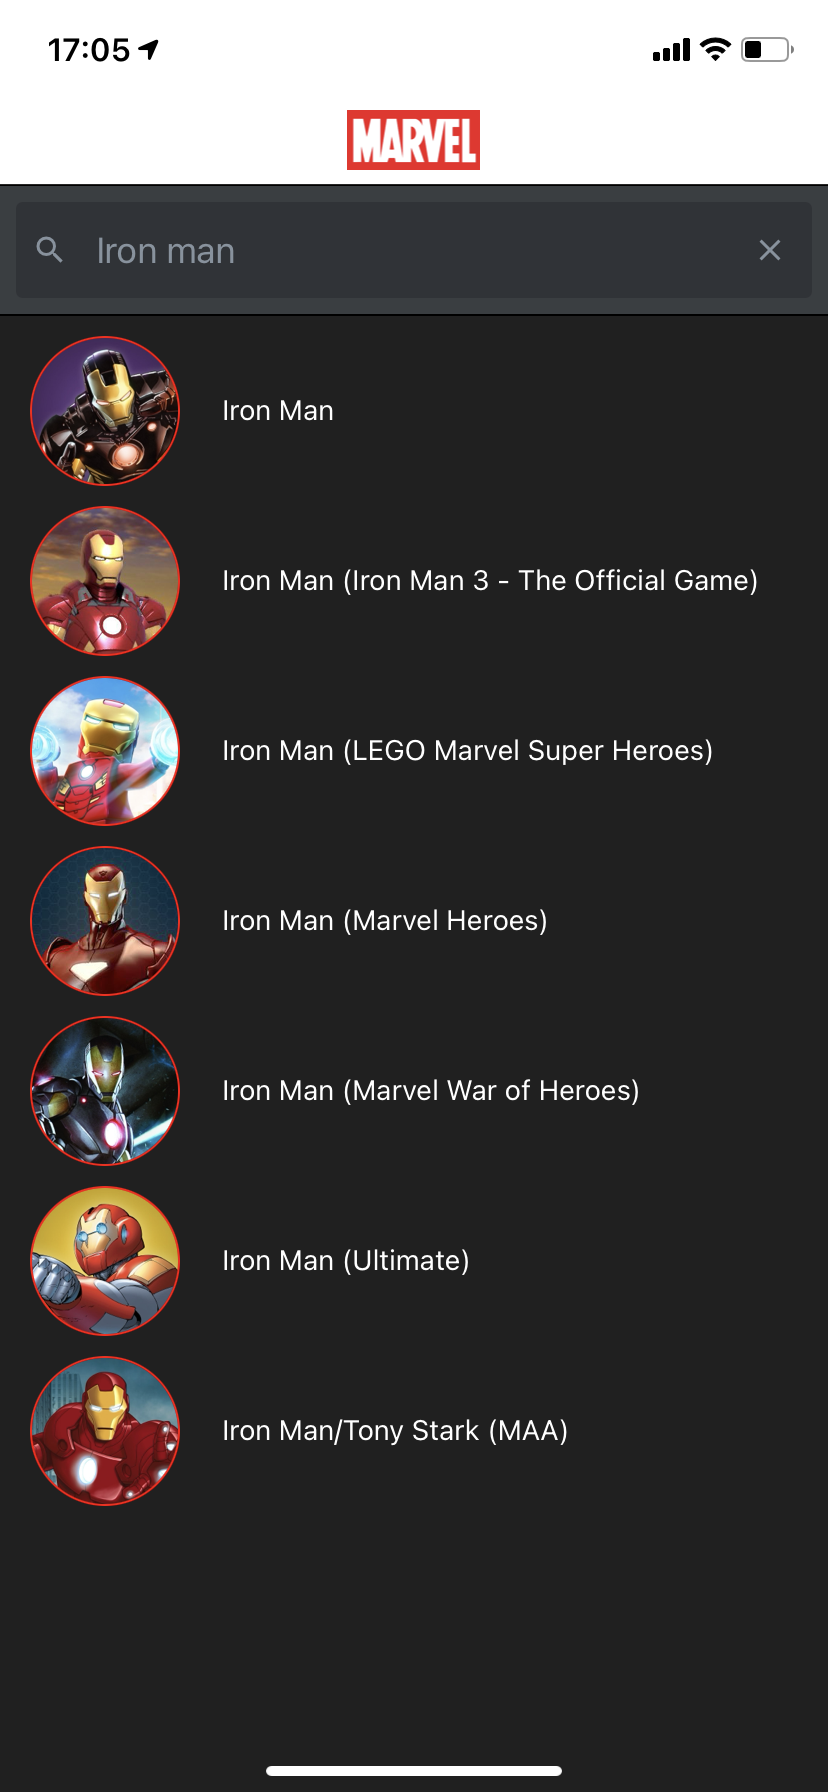 17:05
MARVEL
Iron man
Iron Man
Iron Man (Iron Man 3 - The Official Game)
Iron Man (LEGO Marvel Super Heroes)
Iron Man (Marvel Heroes)
Iron Man (Marvel War of Heroes)
Iron Man (Ultimate)
Iron Man/Tony Stark (MAA)